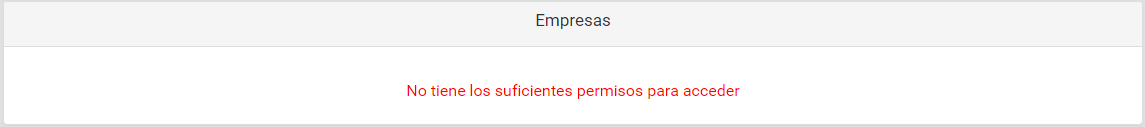 Empresas
No tiene los suficientes permisos para acceder